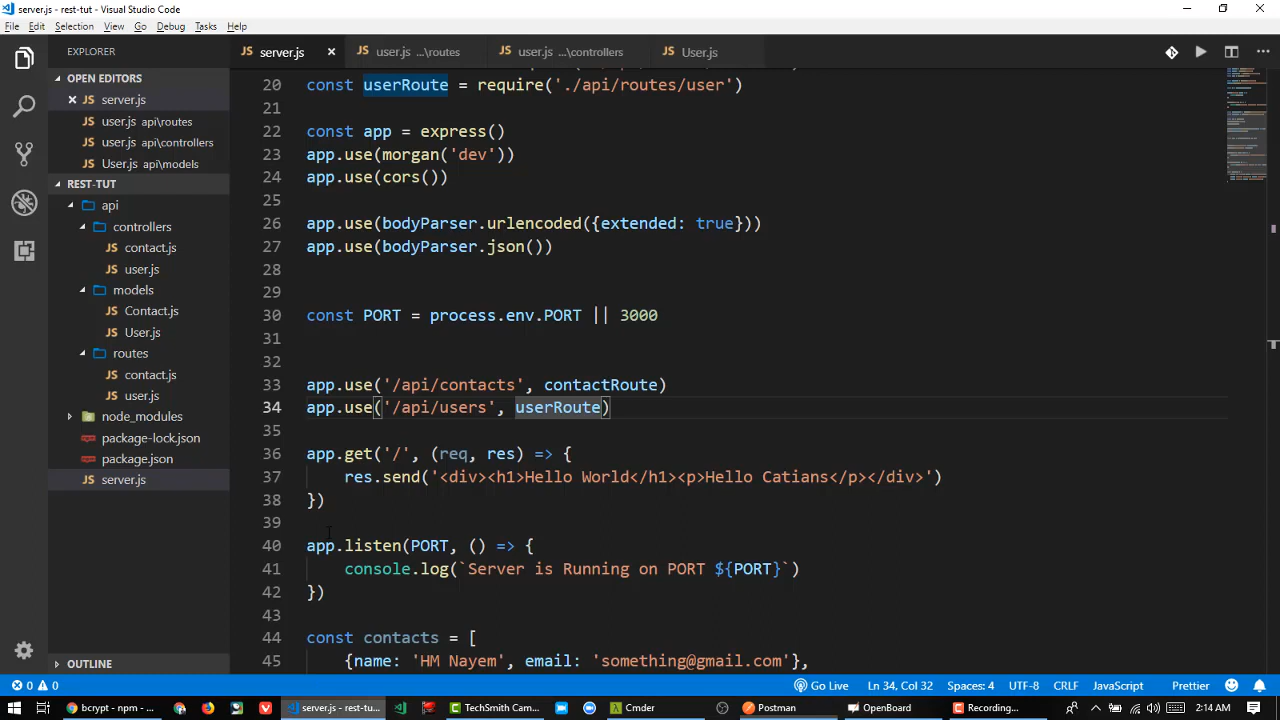 server.js - rest-tut - Visual Studio Code
File Edit Selection View Go Debug Tasks Help
EXPLORER
OPEN EDITORS
server.js
user.js api\routes
user.js api\controllers
User.js api\models
REST-TUT
api
controllers
contact.js
user.js
models
Contact.js
User.js
routes
contact.js
user.js
node_modules
package-lock.json
package.json
server.js
OUTLINE
server.js user.js ...\routes user.js ...\controllers User.js
20 const userRoute = require('./api/routes/user')
21
22 const app = express()
23 app.use(morgan('dev'))
24 app.use(cors())
25
26 app.use(bodyParser.urlencoded({extended: true}))
27 app.use(bodyParser.json())
28
29
30 const PORT = process.env.PORT || 3000
31
32
33 app.use('/api/contacts', contactRoute)
34 app.use('/api/users', userRoute)
35
36 app.get('/', (req, res) => {
37 res.send('<div><h1>Hello World</h1><p>Hello Catians</p></div>')
38 })
39
40 app.listen(PORT, () => {
41 console.log(`Server is Running on PORT ${PORT}`)
42 })
43
44 const contacts = [
45 {name: 'HM Nayem', email: 'something@gmail.com'},
0 0 Go Live Ln 34, Col 32 Spaces: 4 UTF-8 CRLF JavaScript Prettier
bcrypt - npm - ... server.js - rest-tu... TechSmith Cam... Cmder Postman OpenBoard Recording... 2:14 AM